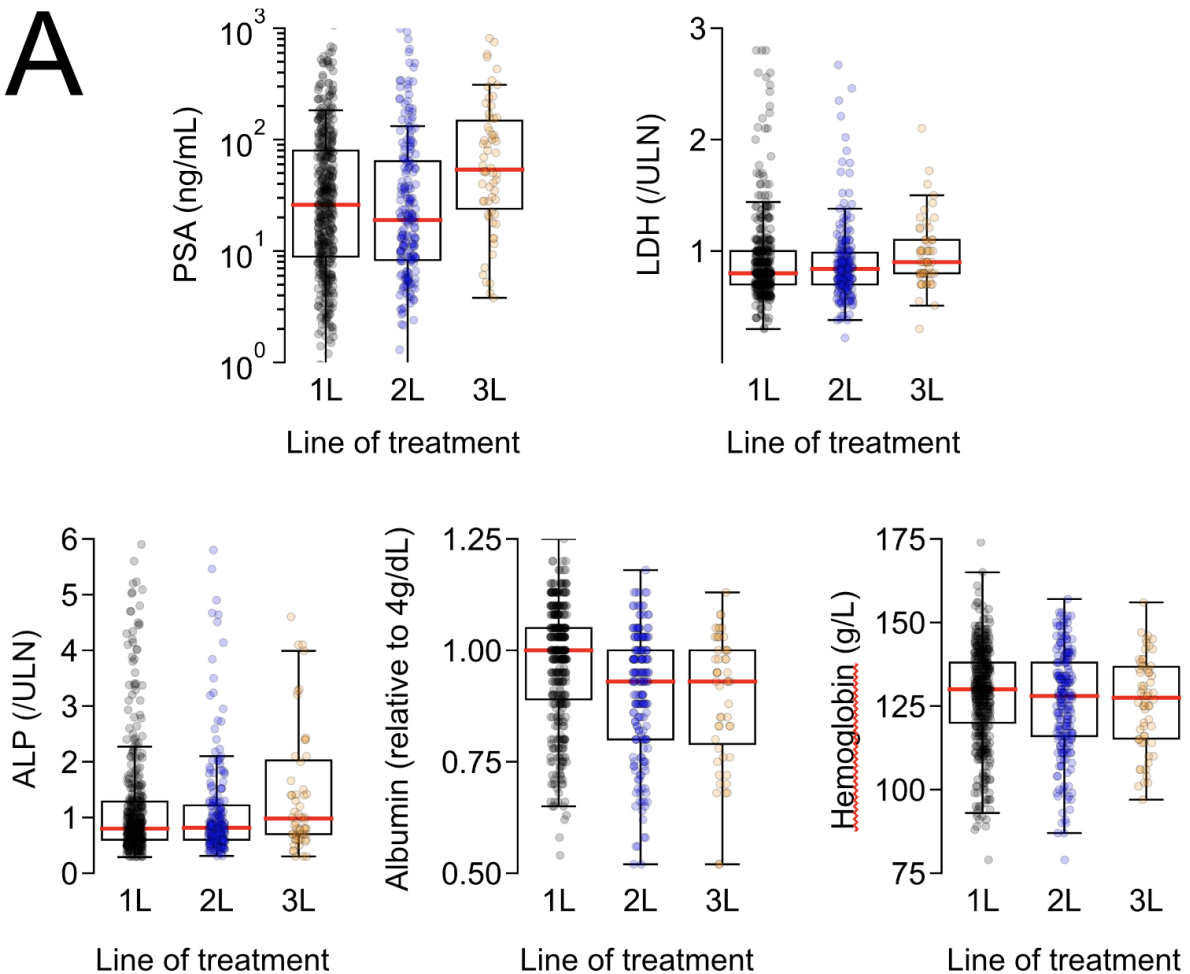 A
PSA (ng/mL)
10³
10²
10¹
10⁰
1L 2L 3L
Line of treatment
LDH (/ULN)
3
2
1
1L 2L 3L
Line of treatment
ALP (/ULN)
6
5
4
3
2
1
0
1L 2L 3L
Line of treatment
Albumin (relative to 4g/dL)
1.25
1.00
0.75
0.50
1L 2L 3L
Line of treatment
Hemoglobin (g/L)
175
150
125
100
75
1L 2L 3L
Line of treatment